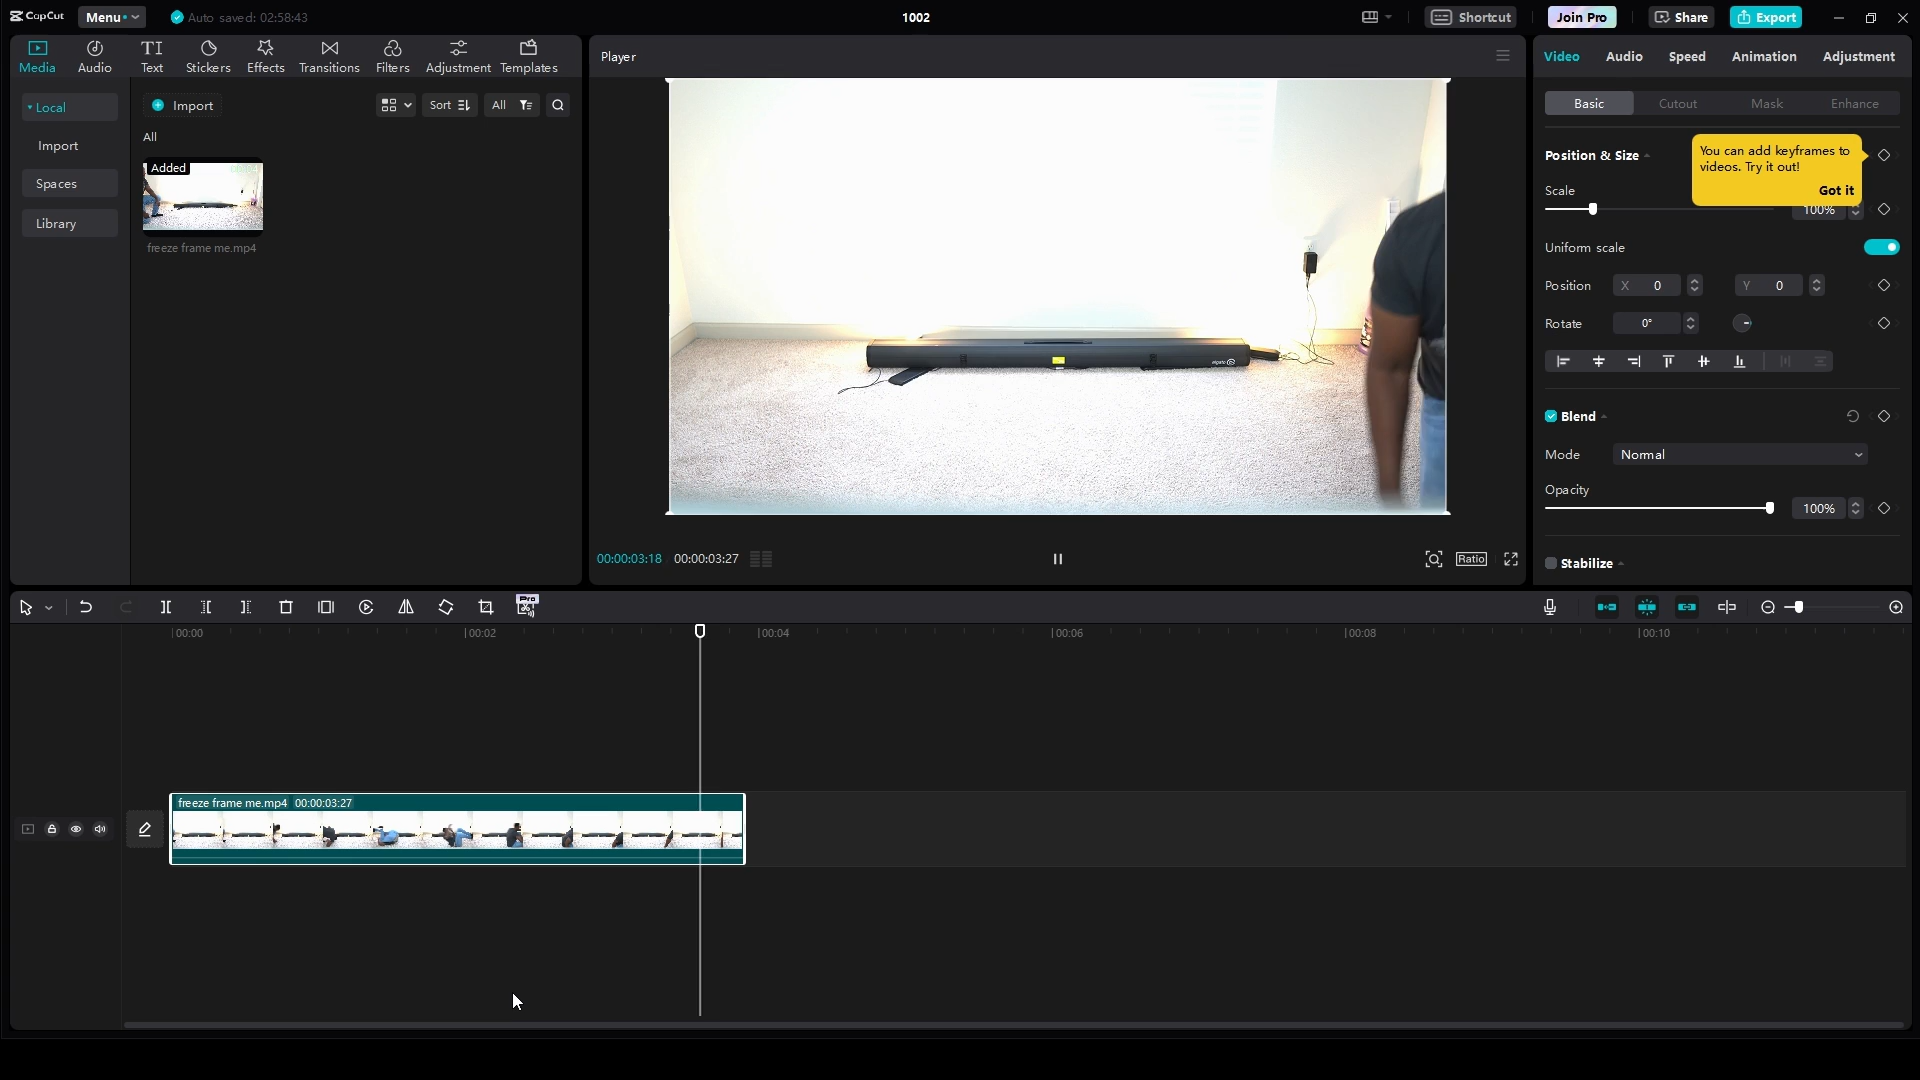 CapCut
Menu
Auto saved: 02:58:43
1002
Shortcut
Join Pro
Share
Export
Media
Audio
Text
Stickers
Effects
Transitions
Filters
Adjustment
Templates
Local
Import
Spaces
Library
Import
Sort
All
All
Added
freeze frame me.mp4
Player
elgato
00:00:03:18
00:00:03:27
Ratio
Video
Audio
Speed
Animation
Adjustment
Basic
Cutout
Mask
Enhance
Position & Size
You can add keyframes to
videos. Try it out!
Got it
Scale
100%
Uniform scale
Position
X 0
Y 0
Rotate
0°
Blend
Mode
Normal
Opacity
100%
Stabilize
Pro
00:00
00:02
00:04
00:06
00:08
00:10
freeze frame me.mp4 00:00:03:27